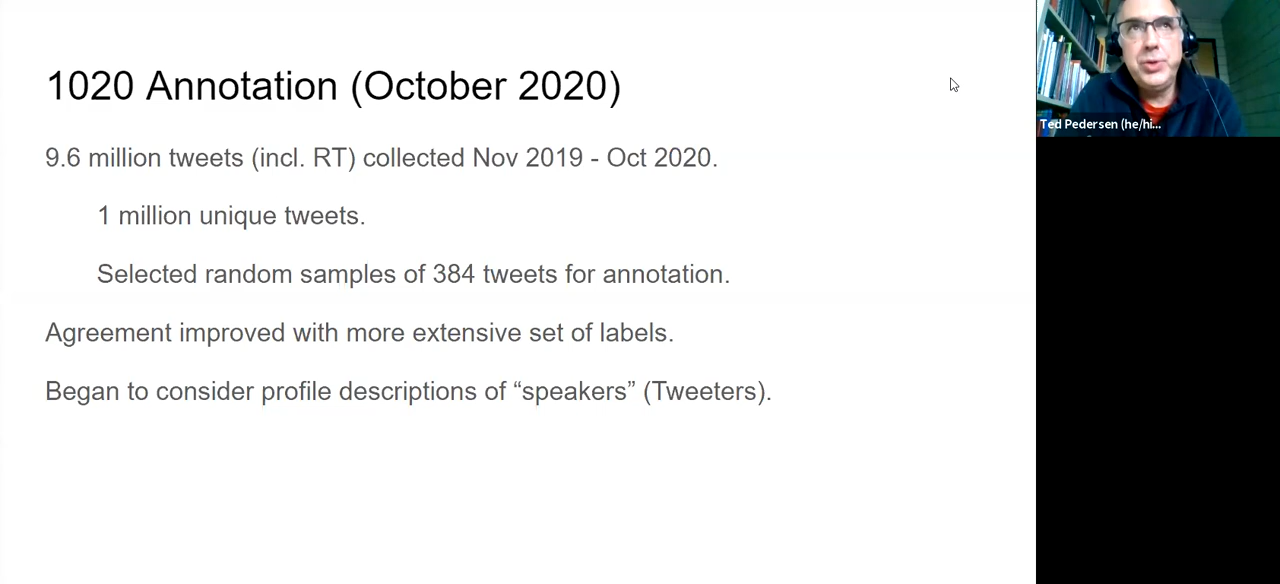 1020 Annotation (October 2020)
9.6 million tweets (incl. RT) collected Nov 2019 - Oct 2020.
1 million unique tweets.
Selected random samples of 384 tweets for annotation.
Agreement improved with more extensive set of labels.
Began to consider profile descriptions of “speakers” (Tweeters).
Ted Pedersen (he/hi...